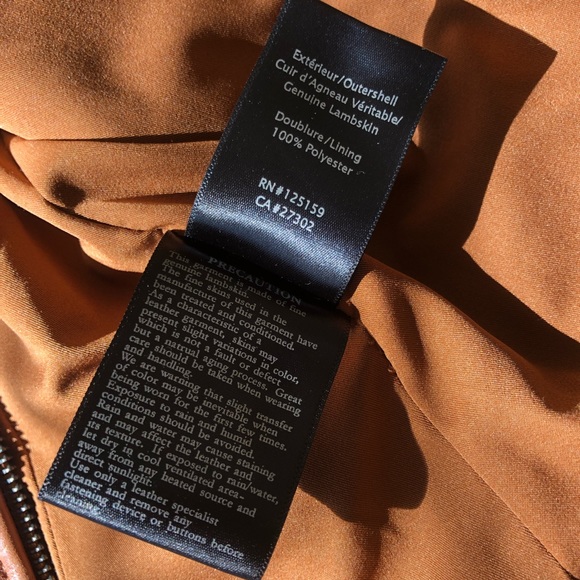 Extérieur/Outershell
Cuir d'Agneau Véritable/
Genuine Lambskin
Doublure/Lining
100% Polyester
RN#125159
CA#27302
PRECAUTION
This garment is made of fine
genuine lambskin.
The fine lacas used in the
manufacture of this garment have
been a treated and conditioned.
As a characteristic of a
leather garment, skins may
present slight variations in color,
which is not a fault or defect
but a natrual aging process. Great
care should be taken when wearing
and handling.
We are warning that slight transfer
of color may be inevitable when
being worn for the first few times.
Exposure to rain and humid
conditions should be avoided.
Rain and water may cause staining
and may affect the leather and
its texture. If exposed to rain/water,
let dry in cool ventilated area-
away from any heated source and
direct sunlight.
Use only a leather specialist
cleaner and remove any
fastening device or buttons before
cleaning.